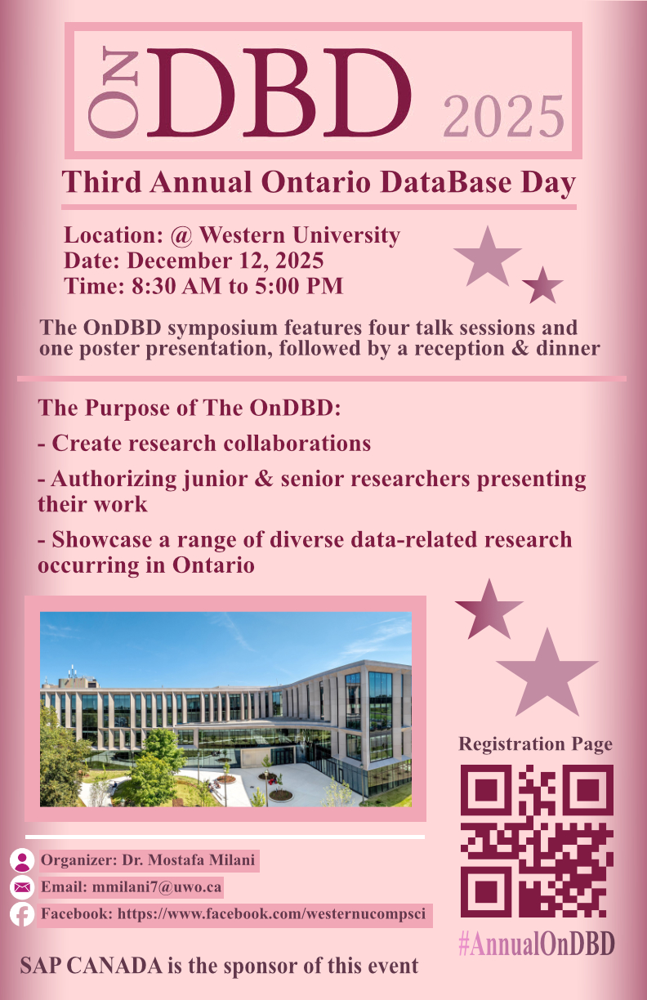 ON DBD 2025
Third Annual Ontario DataBase Day
Location: @ Western University
Date: December 12, 2025
Time: 8:30 AM to 5:00 PM
The OnDBD symposium features four talk sessions and
one poster presentation, followed by a reception & dinner
The Purpose of The OnDBD:
- Create research collaborations
- Authorizing junior & senior researchers presenting
their work
- Showcase a range of diverse data-related research
occurring in Ontario
Registration Page
Organizer: Dr. Mostafa Milani
Email: mmilani7@uwo.ca
Facebook: https://www.facebook.com/westernucompsci
#AnnualOnDBD
SAP CANADA is the sponsor of this event